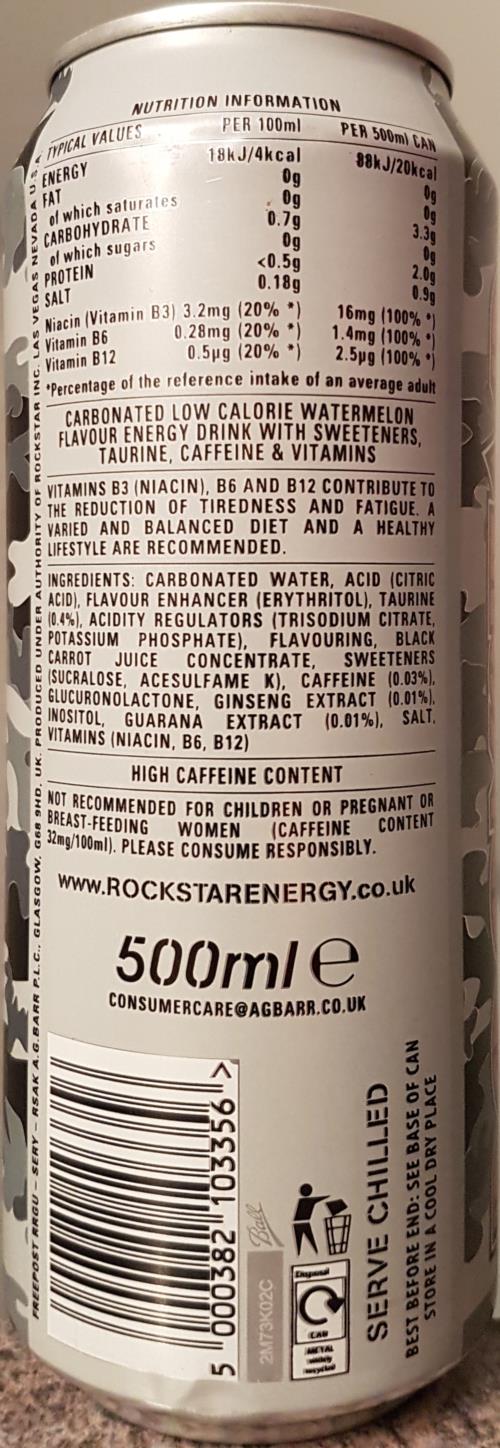 NUTRITION INFORMATION
TYPICAL VALUES PER 100ml PER 500ml CAN
ENERGY 18kJ/4kcal 88kJ/20kcal
FAT 0g 0g
of which saturates 0g 0g
CARBOHYDRATE 0.7g 3.3g
of which sugars 0g 0g
PROTEIN <0.5g 2.0g
SALT 0.18g 0.9g
Niacin (Vitamin B3) 3.2mg (20% *) 16mg (100% *)
Vitamin B6 0.28mg (20% *) 1.4mg (100% *)
Vitamin B12 0.5µg (20% *) 2.5µg (100% *)
*Percentage of the reference intake of an average adult
CARBONATED LOW CALORIE WATERMELON
FLAVOUR ENERGY DRINK WITH SWEETENERS,
TAURINE, CAFFEINE & VITAMINS
VITAMINS B3 (NIACIN), B6 AND B12 CONTRIBUTE TO
THE REDUCTION OF TIREDNESS AND FATIGUE. A
VARIED AND BALANCED DIET AND A HEALTHY
LIFESTYLE ARE RECOMMENDED.
INGREDIENTS: CARBONATED WATER, ACID (CITRIC
ACID), FLAVOUR ENHANCER (ERYTHRITOL), TAURINE
(0.4%), ACIDITY REGULATORS (TRISODIUM CITRATE,
POTASSIUM PHOSPHATE), FLAVOURING, BLACK
CARROT JUICE CONCENTRATE, SWEETENERS
(SUCRALOSE, ACESULFAME K), CAFFEINE (0.03%),
GLUCURONOLACTONE, GINSENG EXTRACT (0.01%),
INOSITOL, GUARANA EXTRACT (0.01%), SALT,
VITAMINS (NIACIN, B6, B12)
HIGH CAFFEINE CONTENT
NOT RECOMMENDED FOR CHILDREN OR PREGNANT OR
BREAST-FEEDING WOMEN (CAFFEINE CONTENT
32mg/100ml). PLEASE CONSUME RESPONSIBLY.
www.ROCKSTARENERGY.co.uk
500ml e
CONSUMERCARE@AGBARR.CO.UK
5 000382 103356 >
Ball
2M73K02C
Disposal
CAN
METAL
widely
recycled
SERVE CHILLED
BEST BEFORE END: SEE BASE OF CAN
STORE IN A COOL DRY PLACE
FREEPOST RRGU – SERY – RSAK A.G.BARR P.L.C., GLASGOW, G68 9HD, UK. PRODUCED UNDER AUTHORITY OF ROCKSTAR INC. LAS VEGAS NEVADA U.S.A.